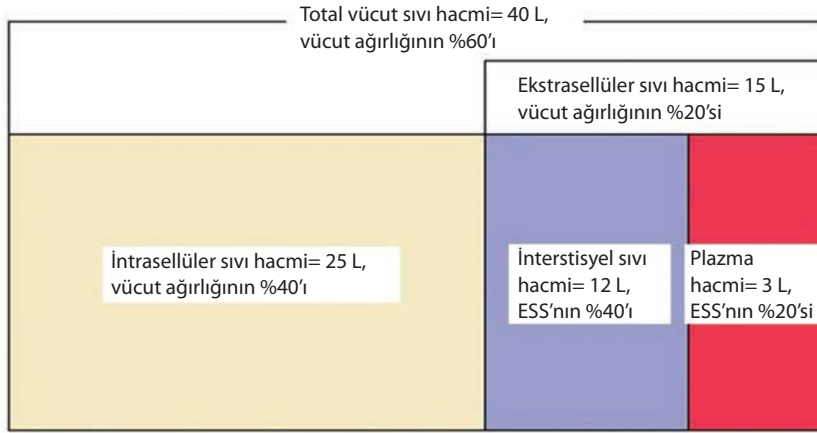 Total vücut sıvı hacmi= 40 L,
vücut ağırlığının %60’ı
Ekstrasellüler sıvı hacmi= 15 L,
vücut ağırlığının %20’si
İntrasellüler sıvı hacmi= 25 L,
vücut ağırlığının %40’ı
İnterstisyel sıvı
hacmi= 12 L,
ESS’nın %40’ı
Plazma
hacmi= 3 L,
ESS’nın %20’si